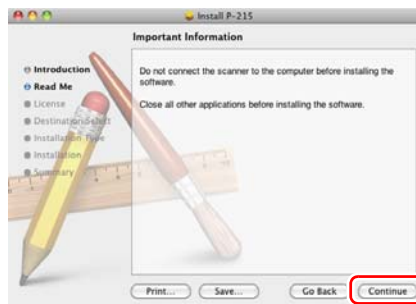 Install P-215
Important Information
Introduction
Read Me
License
Destination Select
Installation Type
Installation
Summary
Do not connect the scanner to the computer before installing the
software.
Close all other applications before installing the software.
Print...
Save...
Go Back
Continue